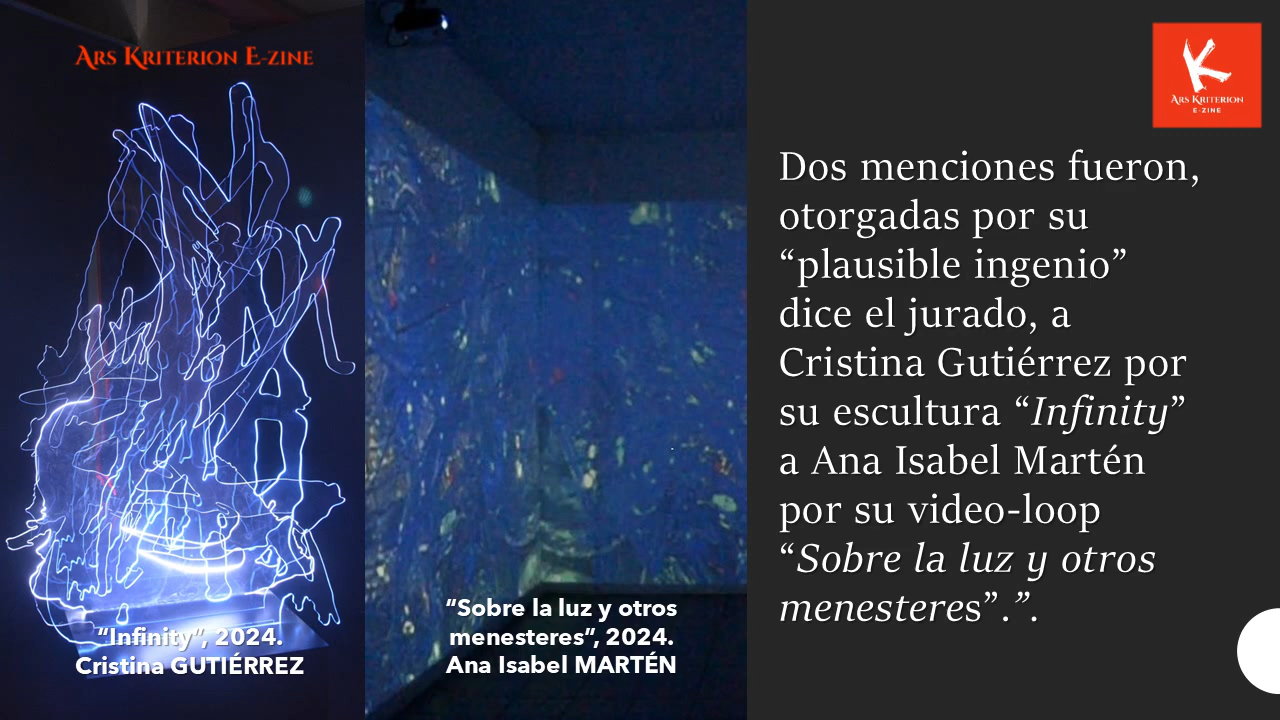 ARS KRITERION E-ZINE
“Infinity”, 2024.
Cristina GUTIÉRREZ
“Sobre la luz y otros
menesteres”, 2024.
Ana Isabel MARTÉN
ARS KRITERION
E-ZINE
Dos menciones fueron,
otorgadas por su
“plausible ingenio”
dice el jurado, a
Cristina Gutiérrez por
su escultura “Infinity”
a Ana Isabel Martén
por su video-loop
“Sobre la luz y otros
menesteres”.”.